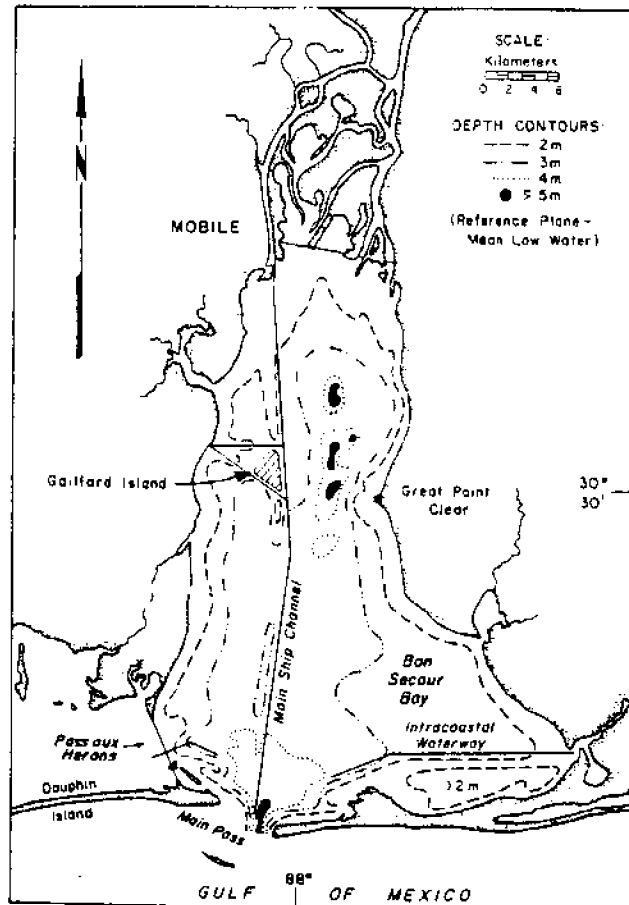 SCALE:
Kilometers
0 2 4 6 8
DEPTH CONTOURS:
2m
3m
4m
5m
(Reference Plane -
Mean Low Water)
N
MOBILE
Gaillard Island
Great Point
Clear
30°
30'
Main Ship Channel
Bon
Secour
Bay
Intracoastal
Waterway
Pass aux
Herons
>2m
Dauphin
Island
Main Pass
88°
GULF OF MEXICO